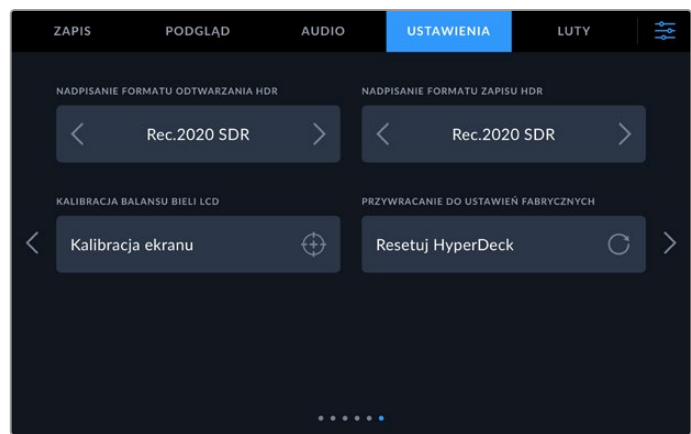 ZAPIS PODGLĄD AUDIO USTAWIENIA LUTY
NADPISANIE FORMATU ODTWARZANIA HDR NADPISANIE FORMATU ZAPISU HDR
Rec.2020 SDR Rec.2020 SDR
KALIBRACJA BALANSU BIELI LCD PRZYWRACANIE DO USTAWIEŃ FABRYCZNYCH
Kalibracja ekranu Resetuj HyperDeck